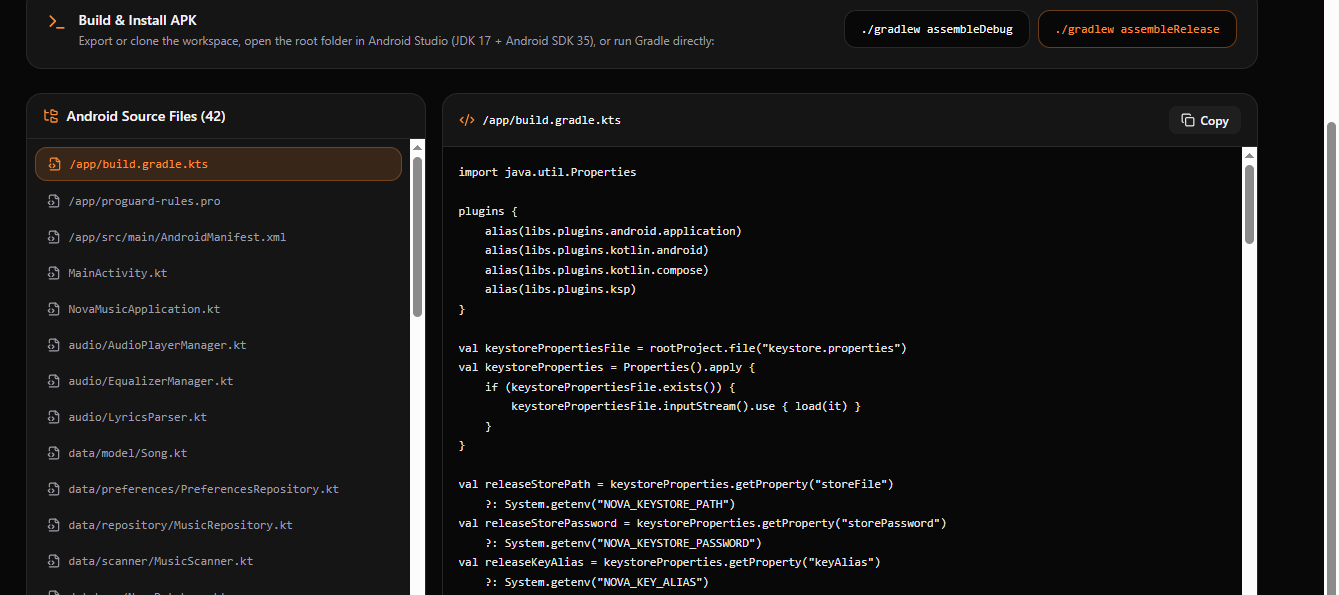 Build & Install APK
Export or clone the workspace, open the root folder in Android Studio (JDK 17 + Android SDK 35), or run Gradle directly:
./gradlew assembleDebug
./gradlew assembleRelease
Android Source Files (42)
/app/build.gradle.kts
/app/proguard-rules.pro
/app/src/main/AndroidManifest.xml
MainActivity.kt
NovaMusicApplication.kt
audio/AudioPlayerManager.kt
audio/EqualizerManager.kt
audio/LyricsParser.kt
data/model/Song.kt
data/preferences/PreferencesRepository.kt
data/repository/MusicRepository.kt
data/scanner/MusicScanner.kt
</> /app/build.gradle.kts
Copy
import java.util.Properties
plugins {
    alias(libs.plugins.android.application)
    alias(libs.plugins.kotlin.android)
    alias(libs.plugins.kotlin.compose)
    alias(libs.plugins.ksp)
}
val keystorePropertiesFile = rootProject.file("keystore.properties")
val keystoreProperties = Properties().apply {
    if (keystorePropertiesFile.exists()) {
        keystorePropertiesFile.inputStream().use { load(it) }
    }
}
val releaseStorePath = keystoreProperties.getProperty("storeFile")
    ?: System.getenv("NOVA_KEYSTORE_PATH")
val releaseStorePassword = keystoreProperties.getProperty("storePassword")
    ?: System.getenv("NOVA_KEYSTORE_PASSWORD")
val releaseKeyAlias = keystoreProperties.getProperty("keyAlias")
    ?: System.getenv("NOVA_KEY_ALIAS")